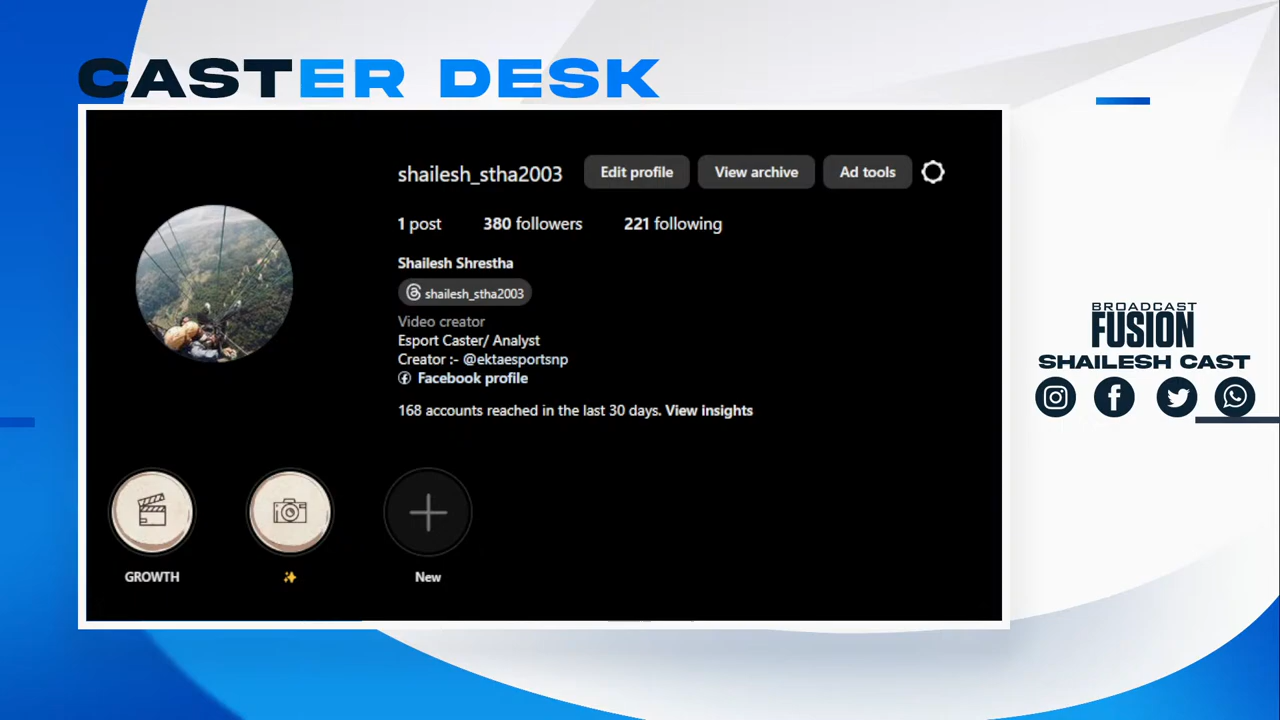 CASTER DESK
shailesh_stha2003 Edit profile View archive Ad tools
1 post 380 followers 221 following
Shailesh Shrestha
shailesh_stha2003
Video creator
Esport Caster/ Analyst
Creator :- @ektaesportsnp
Facebook profile
168 accounts reached in the last 30 days. View insights
GROWTH ✨ New
BROADCAST
FUSION
SHAILESH CAST